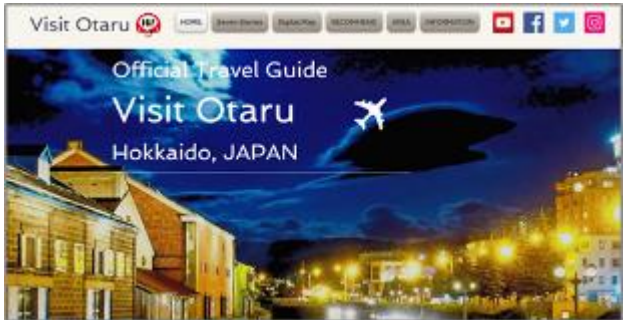 Visit Otaru
HOME
Seven Stories
Digital Map
RECOMMEND
AREA
INFORMATION
Official Travel Guide
Visit Otaru
Hokkaido, JAPAN